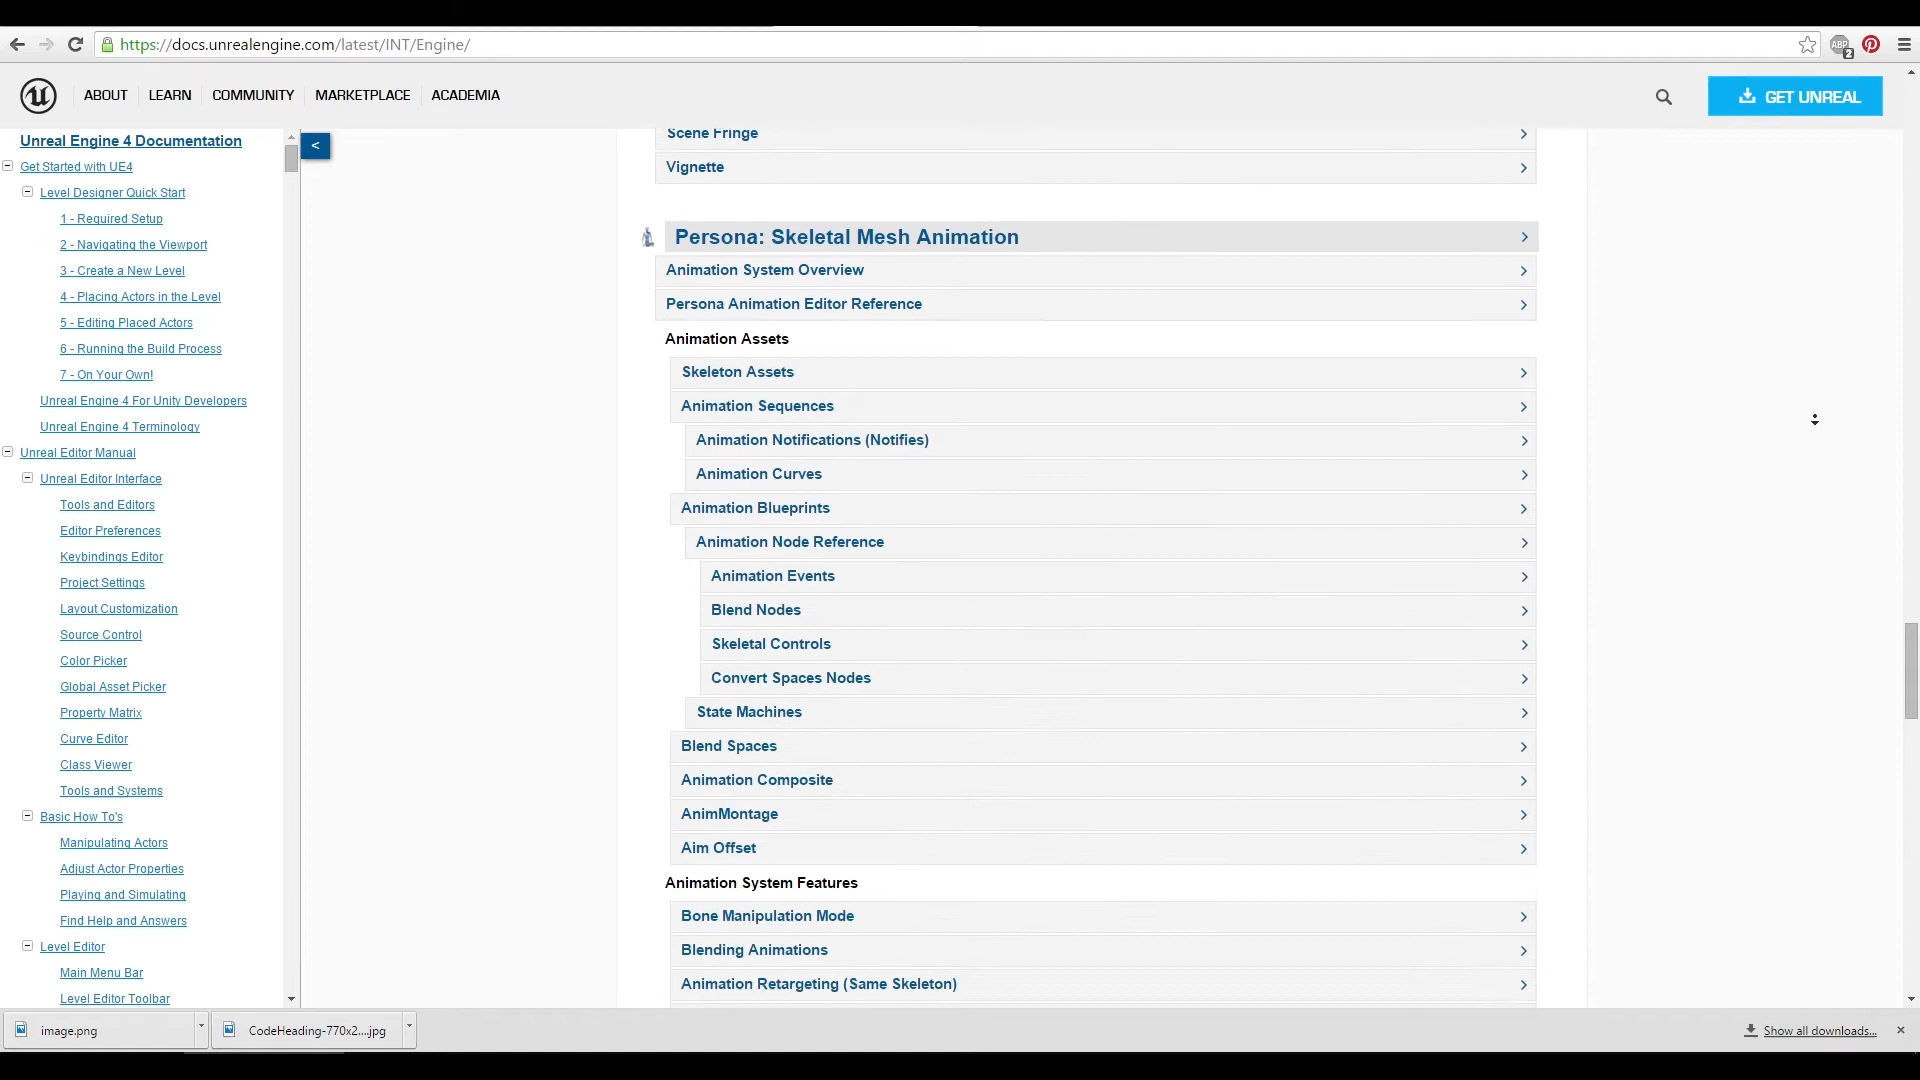 https://docs.unrealengine.com/latest/INT/Engine/
ABP
2
ABOUT
LEARN
COMMUNITY
MARKETPLACE
ACADEMIA
GET UNREAL
Unreal Engine 4 Documentation
Get Started with UE4
Level Designer Quick Start
1 - Required Setup
2 - Navigating the Viewport
3 - Create a New Level
4 - Placing Actors in the Level
5 - Editing Placed Actors
6 - Running the Build Process
7 - On Your Own!
Unreal Engine 4 For Unity Developers
Unreal Engine 4 Terminology
Unreal Editor Manual
Unreal Editor Interface
Tools and Editors
Editor Preferences
Keybindings Editor
Project Settings
Layout Customization
Source Control
Color Picker
Global Asset Picker
Property Matrix
Curve Editor
Class Viewer
Tools and Systems
Basic How To's
Manipulating Actors
Adjust Actor Properties
Playing and Simulating
Find Help and Answers
Level Editor
Main Menu Bar
Level Editor Toolbar
<
Scene Fringe
Vignette
Persona: Skeletal Mesh Animation
Animation System Overview
Persona Animation Editor Reference
Animation Assets
Skeleton Assets
Animation Sequences
Animation Notifications (Notifies)
Animation Curves
Animation Blueprints
Animation Node Reference
Animation Events
Blend Nodes
Skeletal Controls
Convert Spaces Nodes
State Machines
Blend Spaces
Animation Composite
AnimMontage
Aim Offset
Animation System Features
Bone Manipulation Mode
Blending Animations
Animation Retargeting (Same Skeleton)
image.png
CodeHeading-770x2....jpg
Show all downloads...